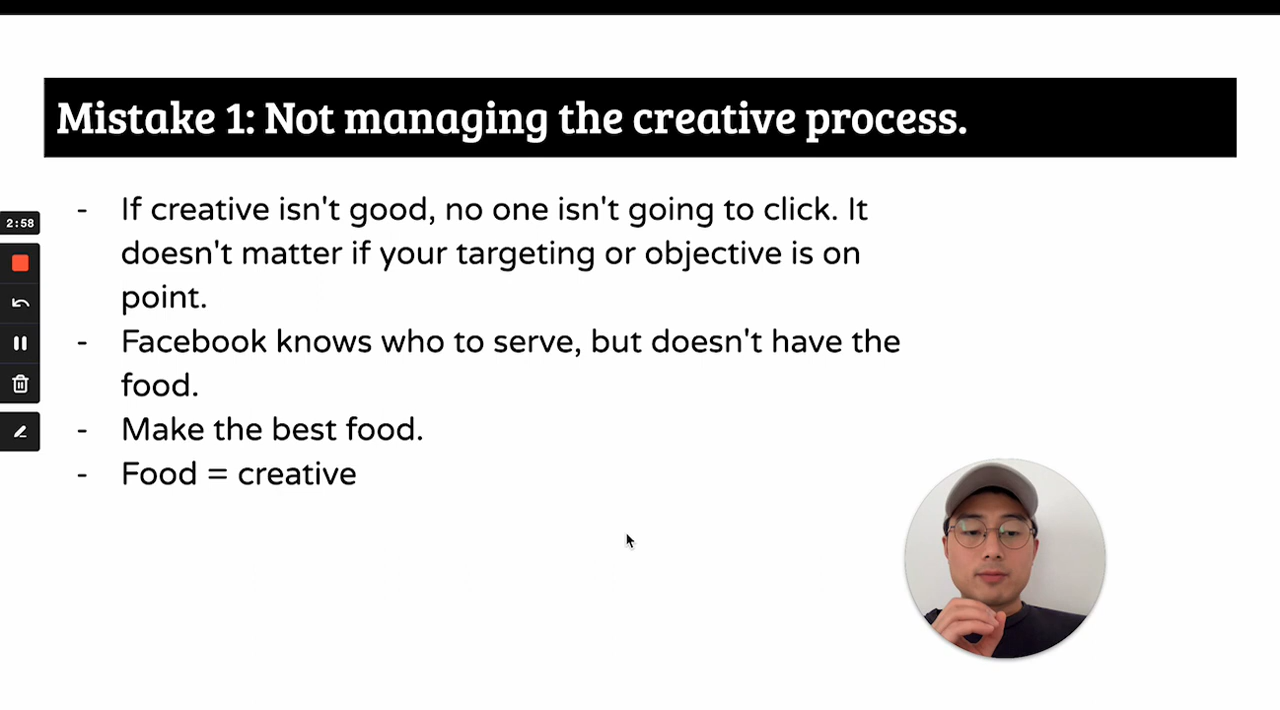 Mistake 1: Not managing the creative process.
- If creative isn't good, no one isn't going to click. It
doesn't matter if your targeting or objective is on
point.
- Facebook knows who to serve, but doesn't have the
food.
- Make the best food.
- Food = creative
2:58